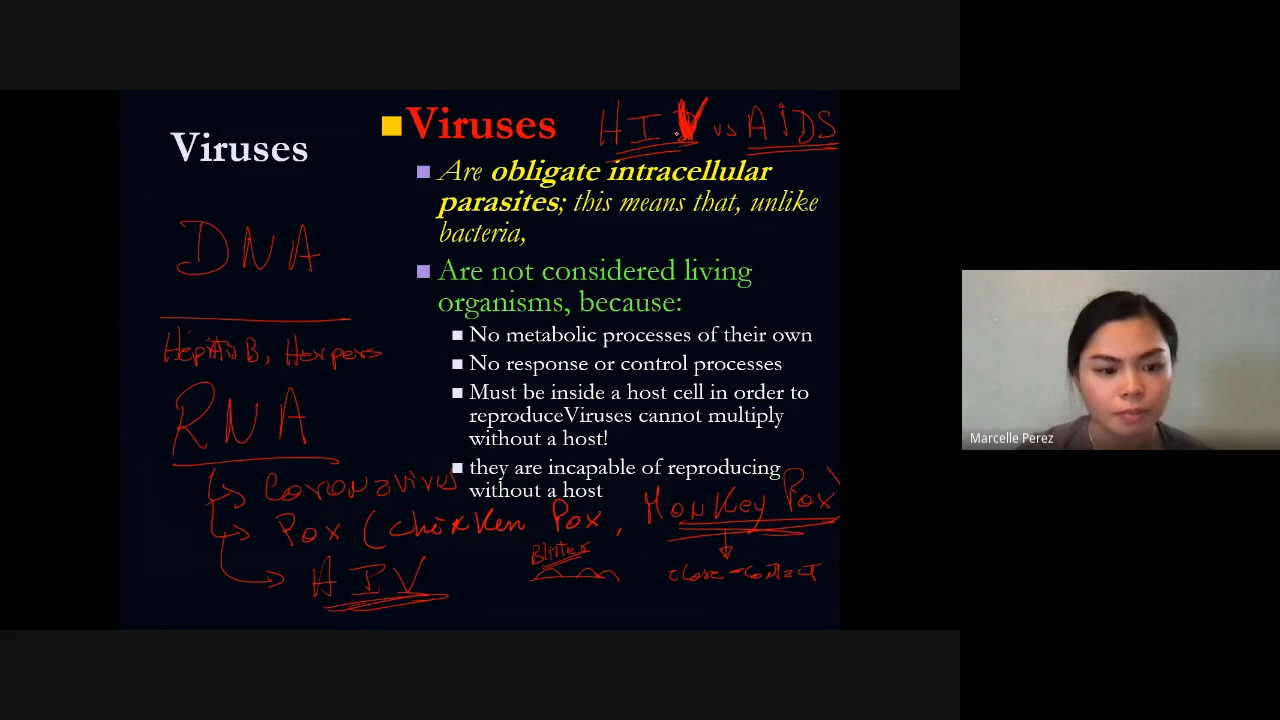 Viruses
Viruses
HIV vs AIDS
Are obligate intracellular
parasites; this means that, unlike
bacteria,
Are not considered living
organisms, because:
No metabolic processes of their own
No response or control processes
Must be inside a host cell in order to
reproduceViruses cannot multiply
without a host!
they are incapable of reproducing
without a host
DNA
B, Herpers
RNA
Coronavirus
Pox (chicken Pox, Monkey Pox)
Blister
close-contact
HIV
Marcelle Perez